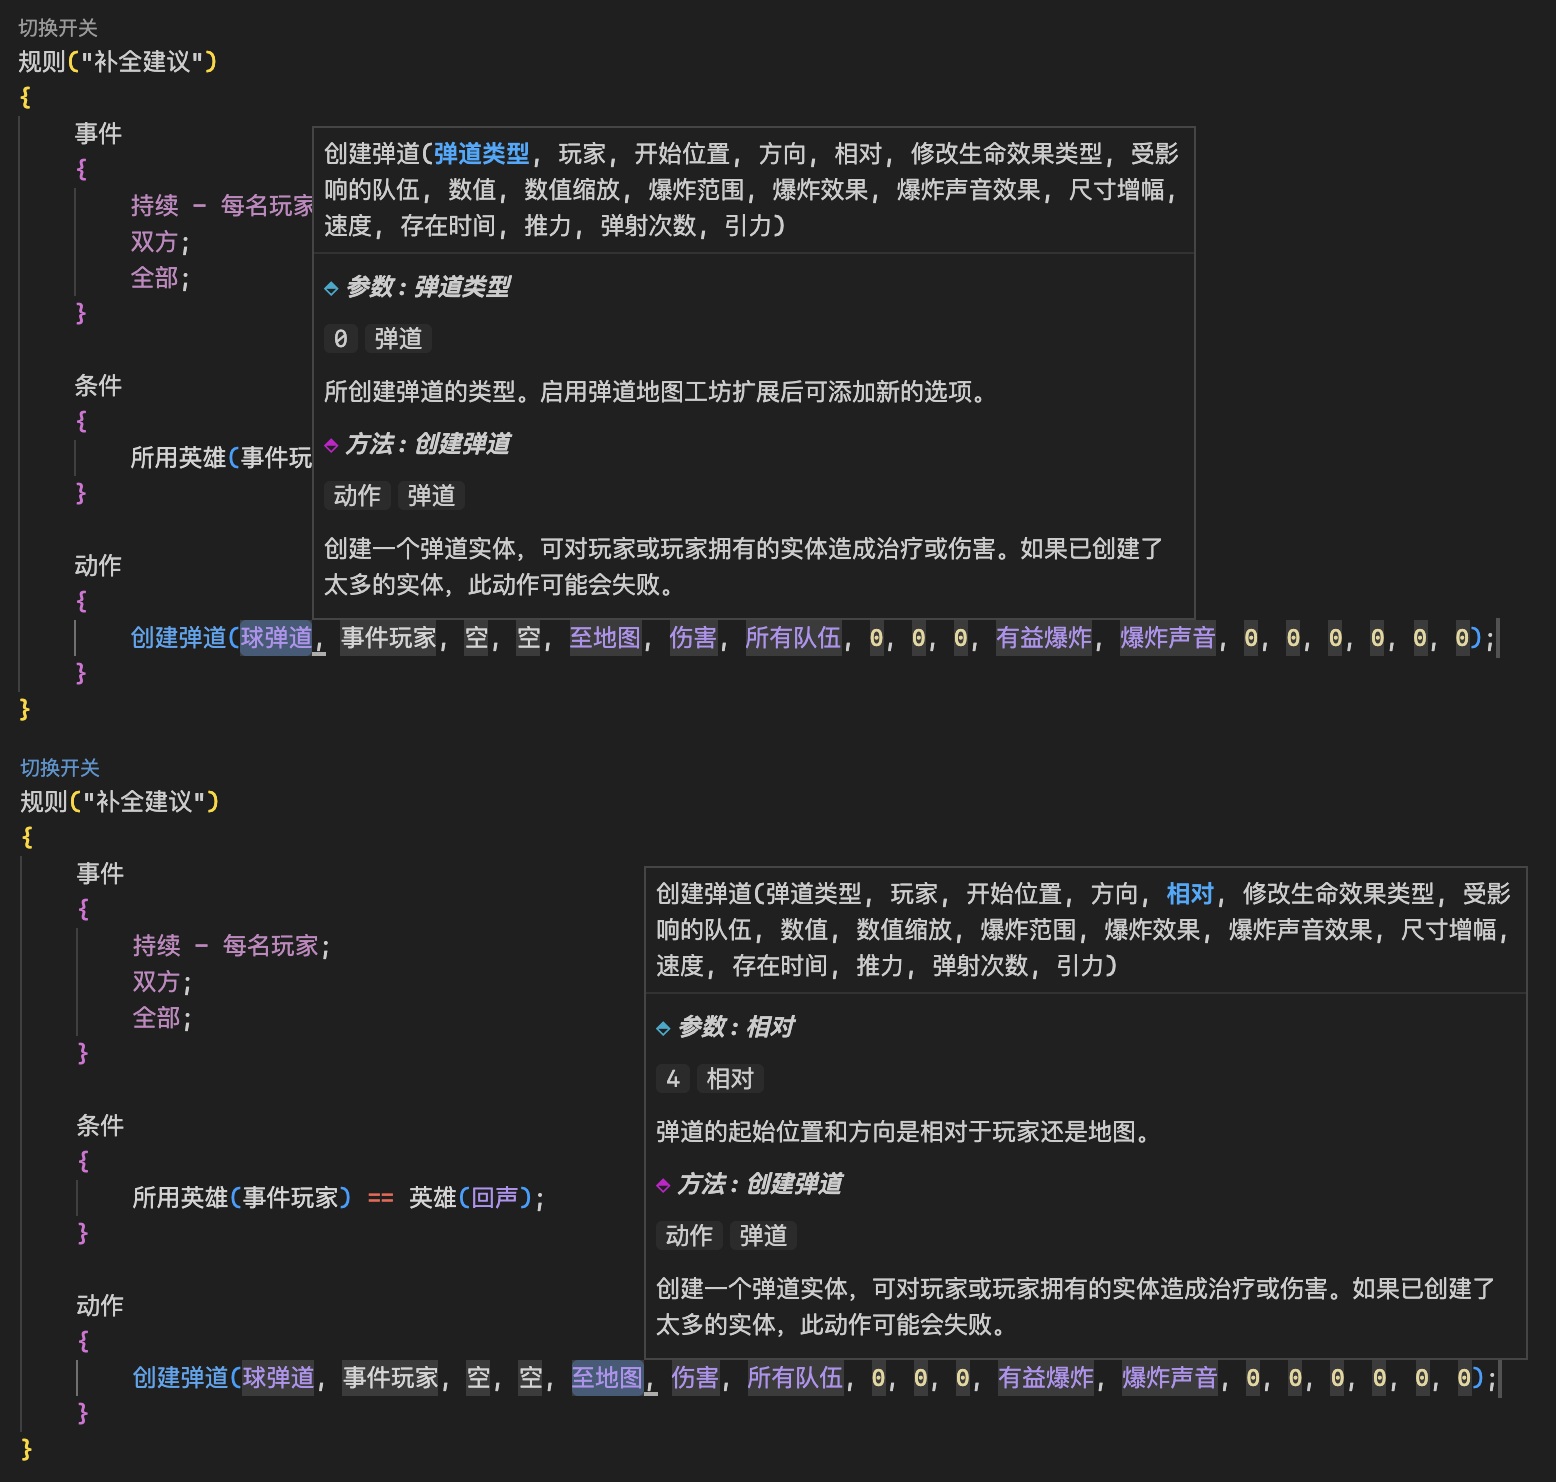 切换开关
规则("补全建议")
{
事件
{
持续 - 每名玩家
双方;
全部;
}
条件
{
所用英雄(事件玩
}
动作
{
创建弹道(弹道类型, 玩家, 开始位置, 方向, 相对, 修改生命效果类型, 受影
响的队伍, 数值, 数值缩放, 爆炸范围, 爆炸效果, 爆炸声音效果, 尺寸增幅,
速度, 存在时间, 推力, 弹射次数, 引力)
参数：弹道类型
0 弹道
所创建弹道的类型。启用弹道地图工坊扩展后可添加新的选项。
方法：创建弹道
动作 弹道
创建一个弹道实体，可对玩家或玩家拥有的实体造成治疗或伤害。如果已创建了
太多的实体，此动作可能会失败。
创建弹道(球弹道, 事件玩家, 空, 空, 至地图, 伤害, 所有队伍, 0, 0, 0, 有益爆炸, 爆炸声音, 0, 0, 0, 0, 0, 0);
}
}
切换开关
规则("补全建议")
{
事件
{
持续 - 每名玩家;
双方;
全部;
}
条件
{
所用英雄(事件玩家) == 英雄(回声);
}
动作
{
创建弹道(弹道类型, 玩家, 开始位置, 方向, 相对, 修改生命效果类型, 受影
响的队伍, 数值, 数值缩放, 爆炸范围, 爆炸效果, 爆炸声音效果, 尺寸增幅,
速度, 存在时间, 推力, 弹射次数, 引力)
参数：相对
4 相对
弹道的起始位置和方向是相对于玩家还是地图。
方法：创建弹道
动作 弹道
创建一个弹道实体，可对玩家或玩家拥有的实体造成治疗或伤害。如果已创建了
太多的实体，此动作可能会失败。
创建弹道(球弹道, 事件玩家, 空, 空, 至地图, 伤害, 所有队伍, 0, 0, 0, 有益爆炸, 爆炸声音, 0, 0, 0, 0, 0, 0);
}
}